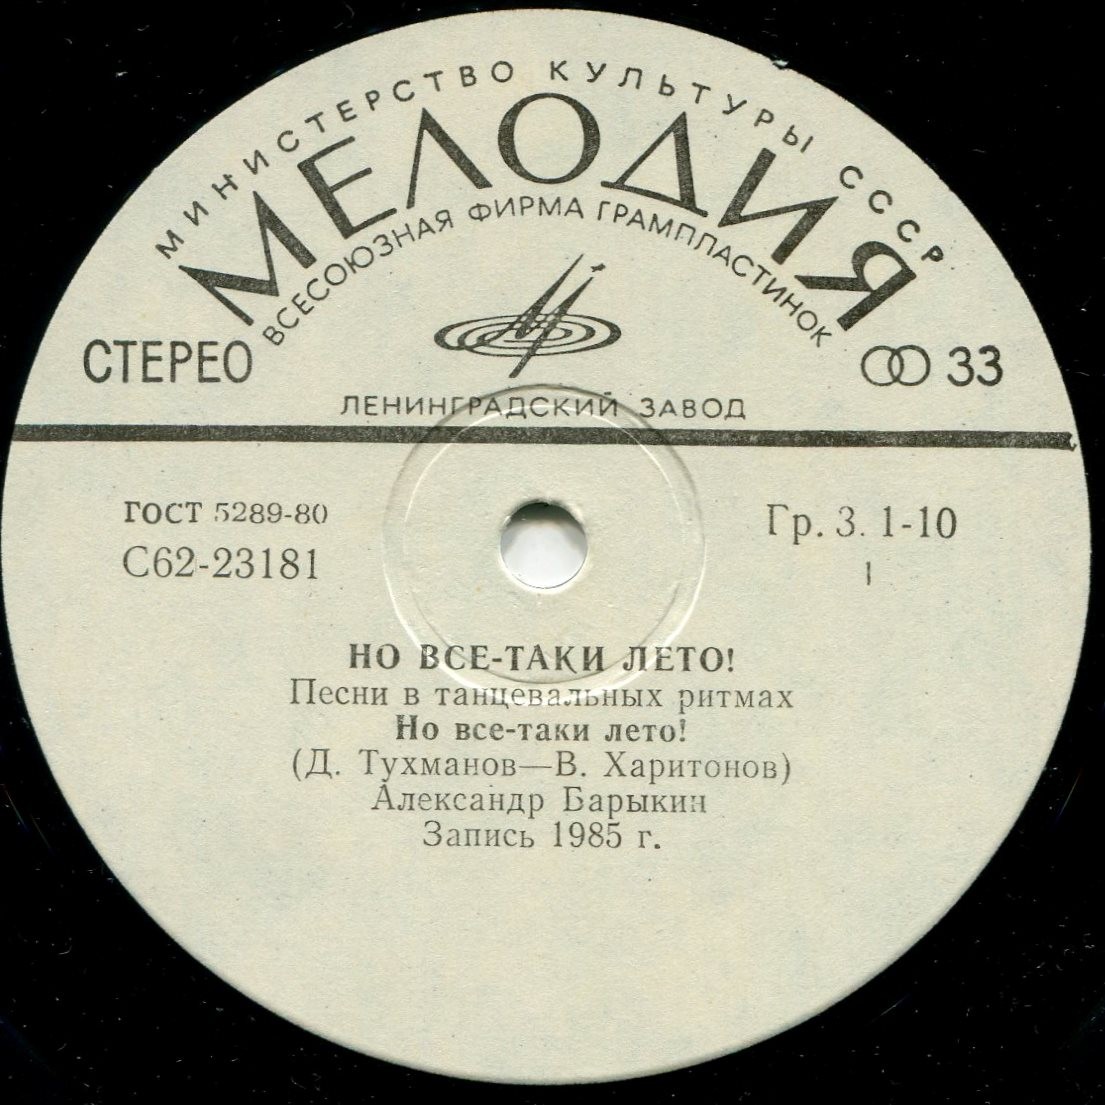 МИНИСТЕРСТВО КУЛЬТУРЫ СССР
МЕЛОДИЯ
ВСЕСОЮЗНАЯ ФИРМА ГРАМПЛАСТИНОК
СТЕРЕО
33
ЛЕНИНГРАДСКИЙ ЗАВОД
ГОСТ 5289-80
Гр. 3. 1-10
С62-23181
1
НО ВСЕ-ТАКИ ЛЕТО!
Песни в танцевальных ритмах
Но все-таки лето!
(Д. Тухманов—В. Харитонов)
Александр Барыкин
Запись 1985 г.